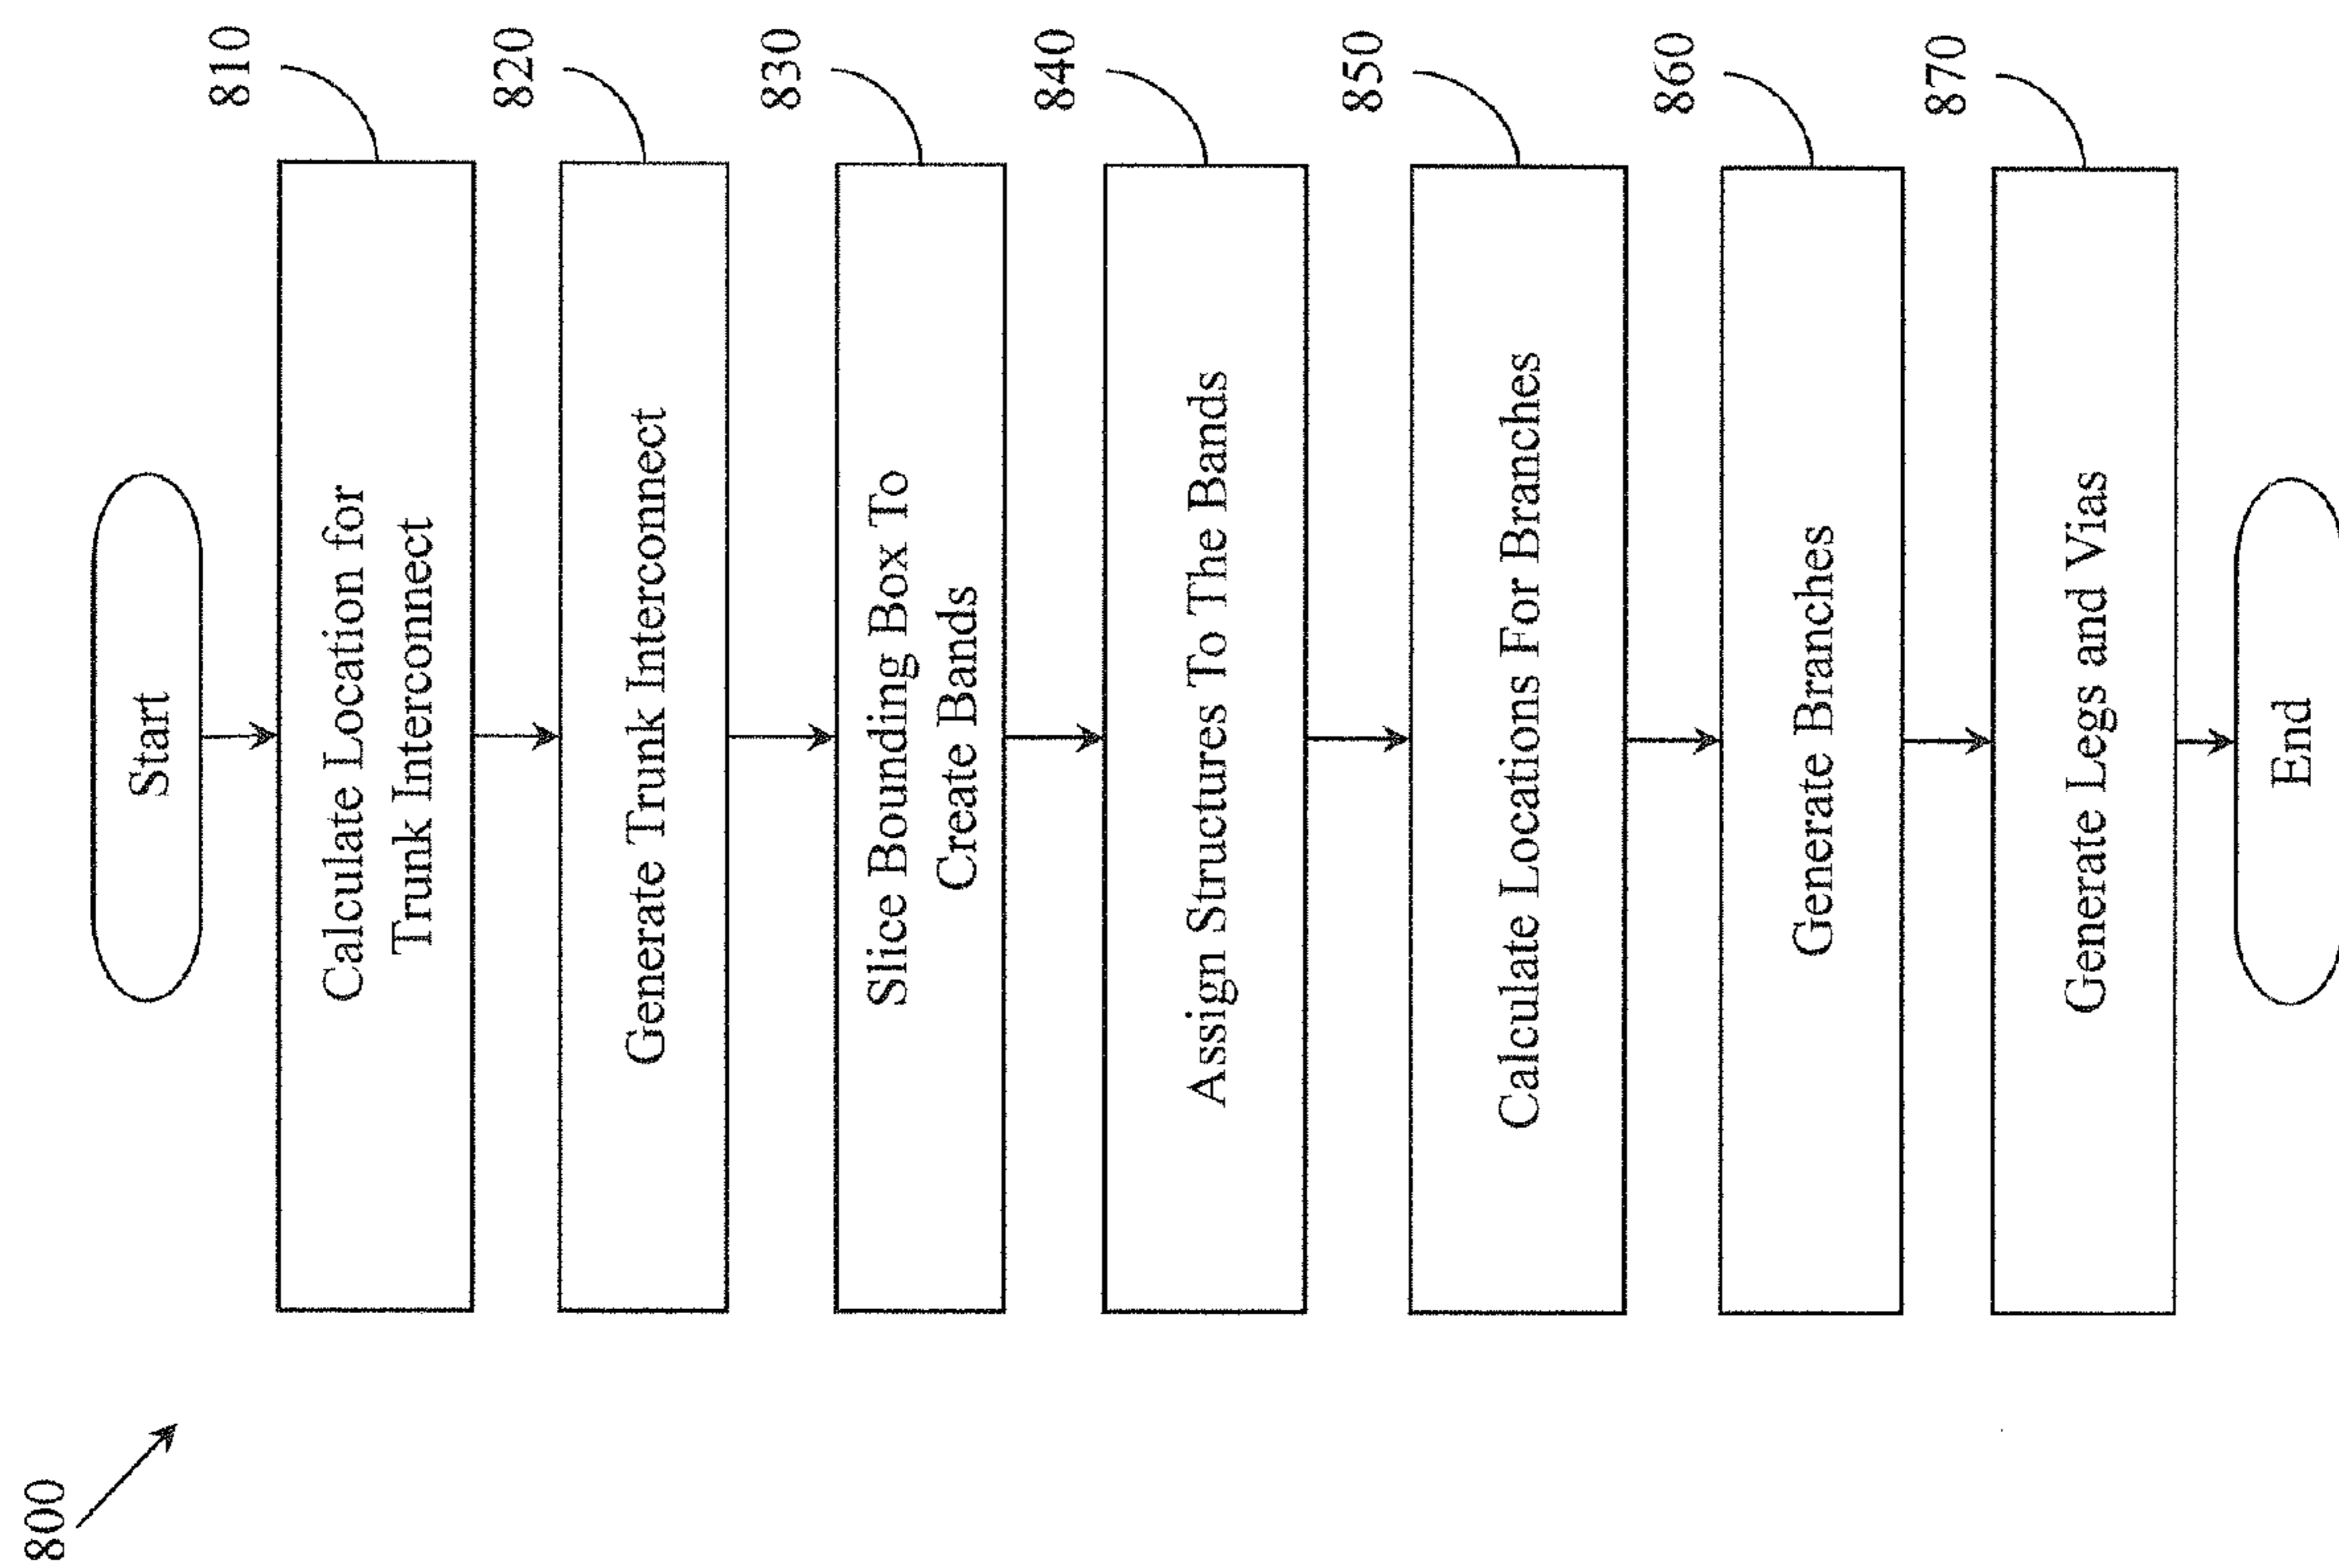 800
Start
810
Calculate Location for
Trunk Interconnect
820
Generate Trunk Interconnect
830
Slice Bounding Box To
Create Bands
840
Assign Structures To The Bands
850
Calculate Locations For Branches
860
Generate Branches
870
Generate Legs and Vias
End